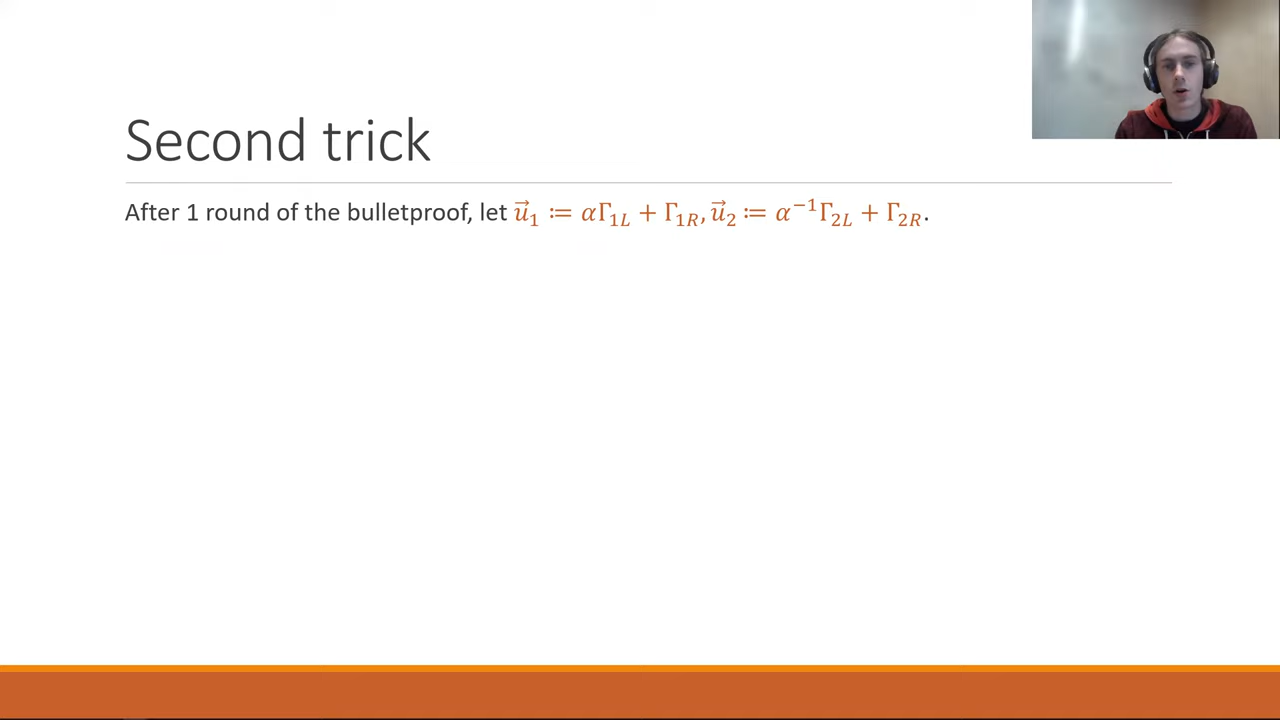 Second trick
After 1 round of the bulletproof, let u⃗₁ ≔ αΓ₁L + Γ₁R, u⃗₂ ≔ α⁻¹Γ₂L + Γ₂R.